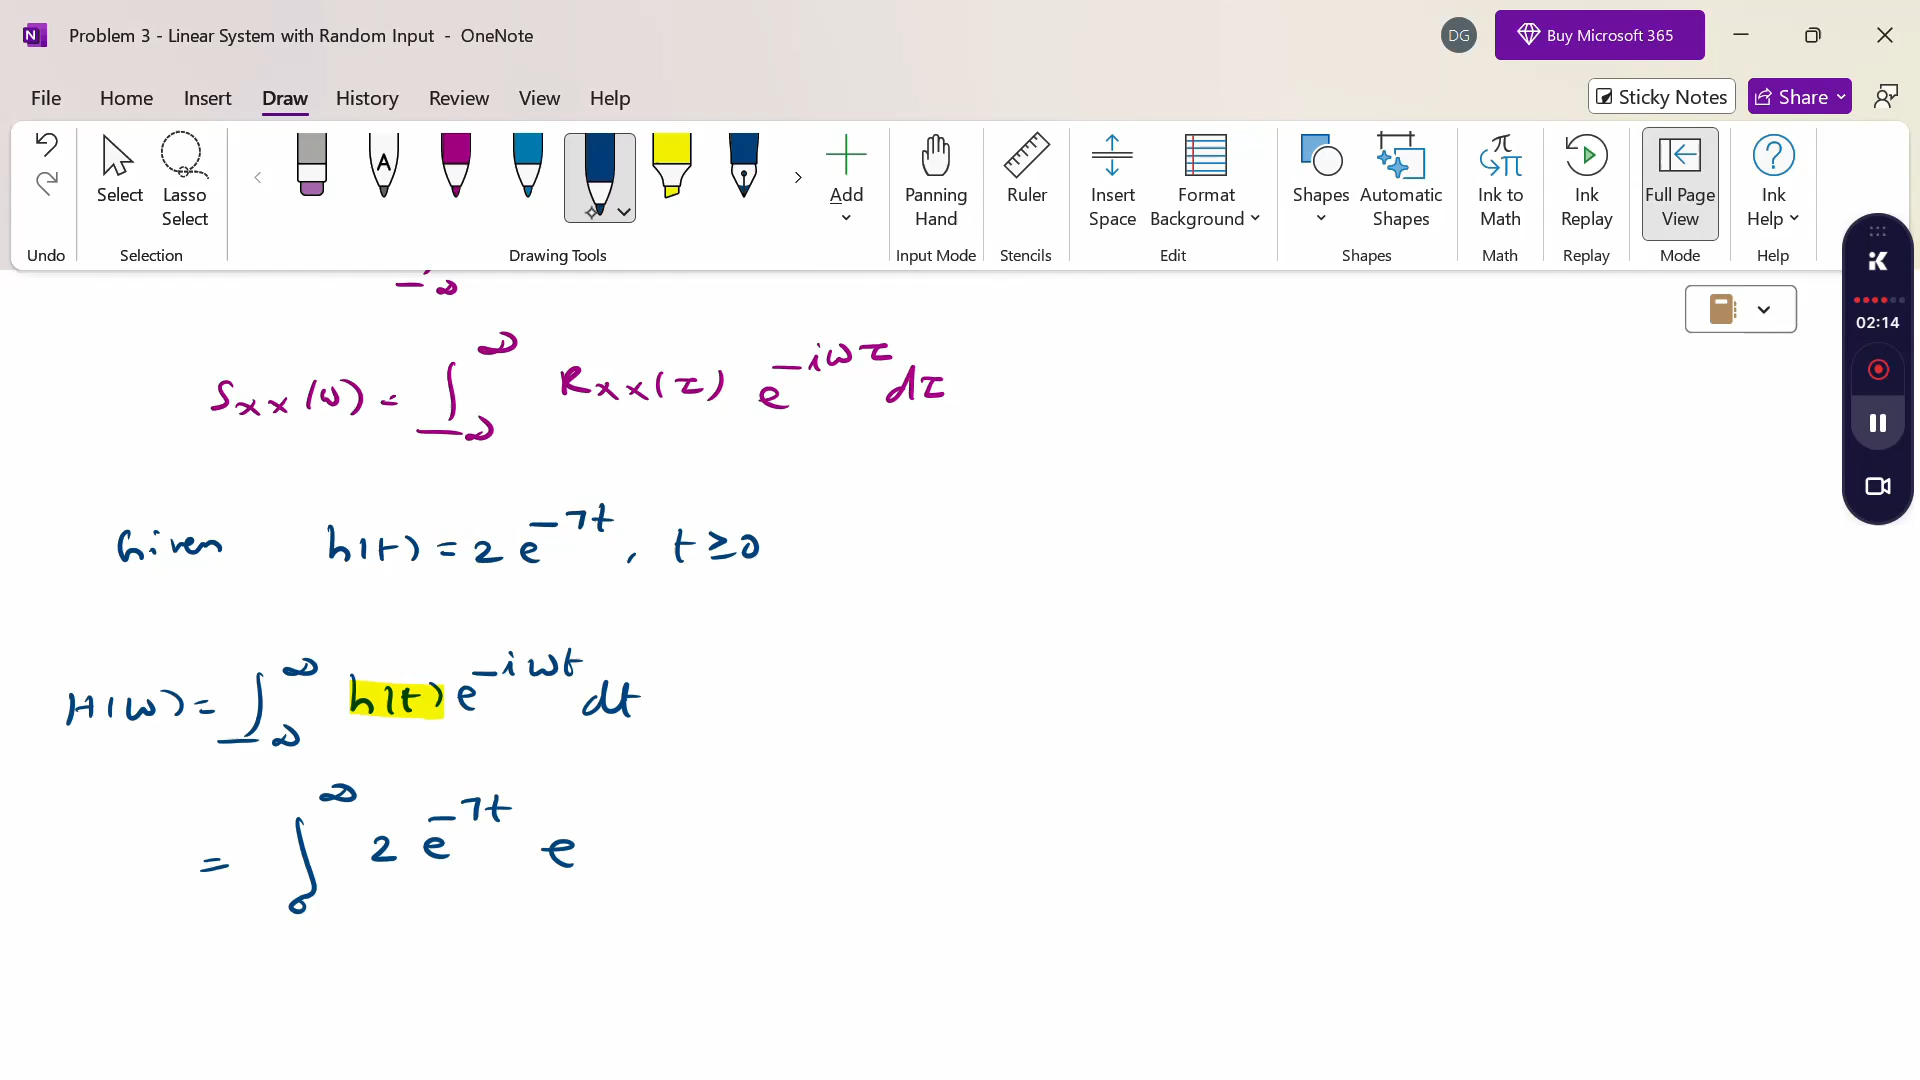 Problem 3 - Linear System with Random Input - OneNote
DG
Buy Microsoft 365
File Home Insert Draw History Review View Help
Sticky Notes
Share
A
Select
Lasso Select
Add
Panning Hand
Ruler
Insert Space
Format Background
Shapes
Automatic Shapes
Ink to Math
Ink Replay
Full Page View
Ink Help
Undo Selection Drawing Tools Input Mode Stencils Edit Shapes Math Replay Mode Help
02:14
-∞
Sxx(ω) = ∫_{-∞}^{∞} Rxx(τ) e^{-iωτ} dτ
Given h(t) = 2 e^{-7t}, t ≥ 0
H(ω) = ∫_{-∞}^{∞} h(t) e^{-iωt} dt
= ∫_{0}^{∞} 2 e^{-7t} e